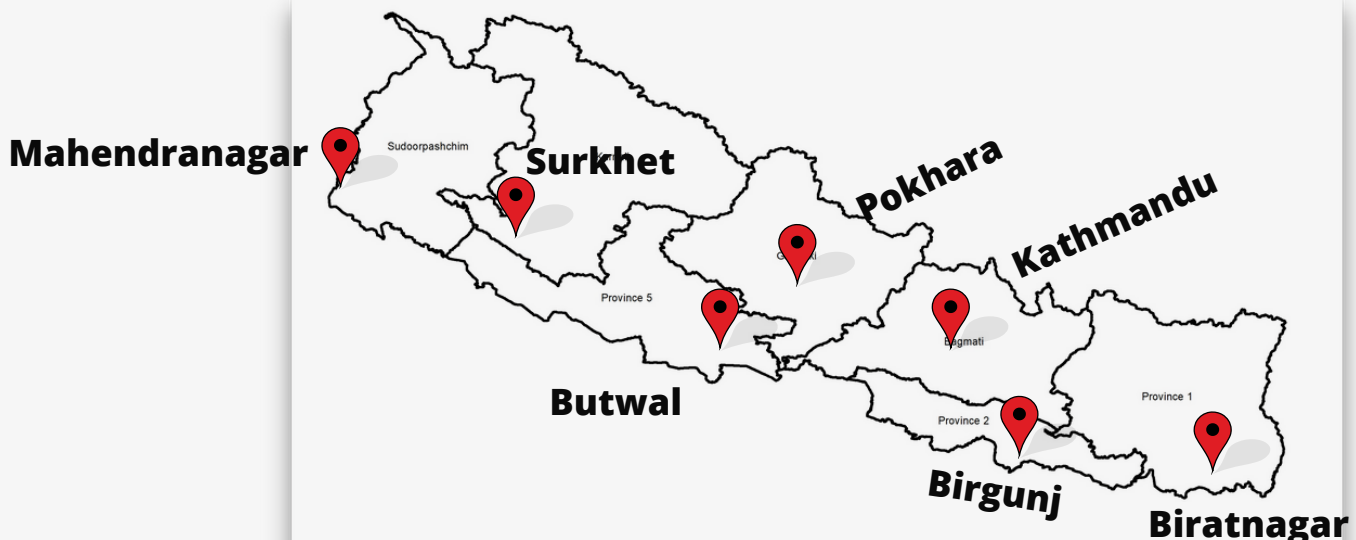 Mahendranagar
Sudoorpashchim
Surkhet
Pokhara
Kathmandu
Province 5
Bagmati
Butwal
Province 1
Province 2
Birgunj
Biratnagar